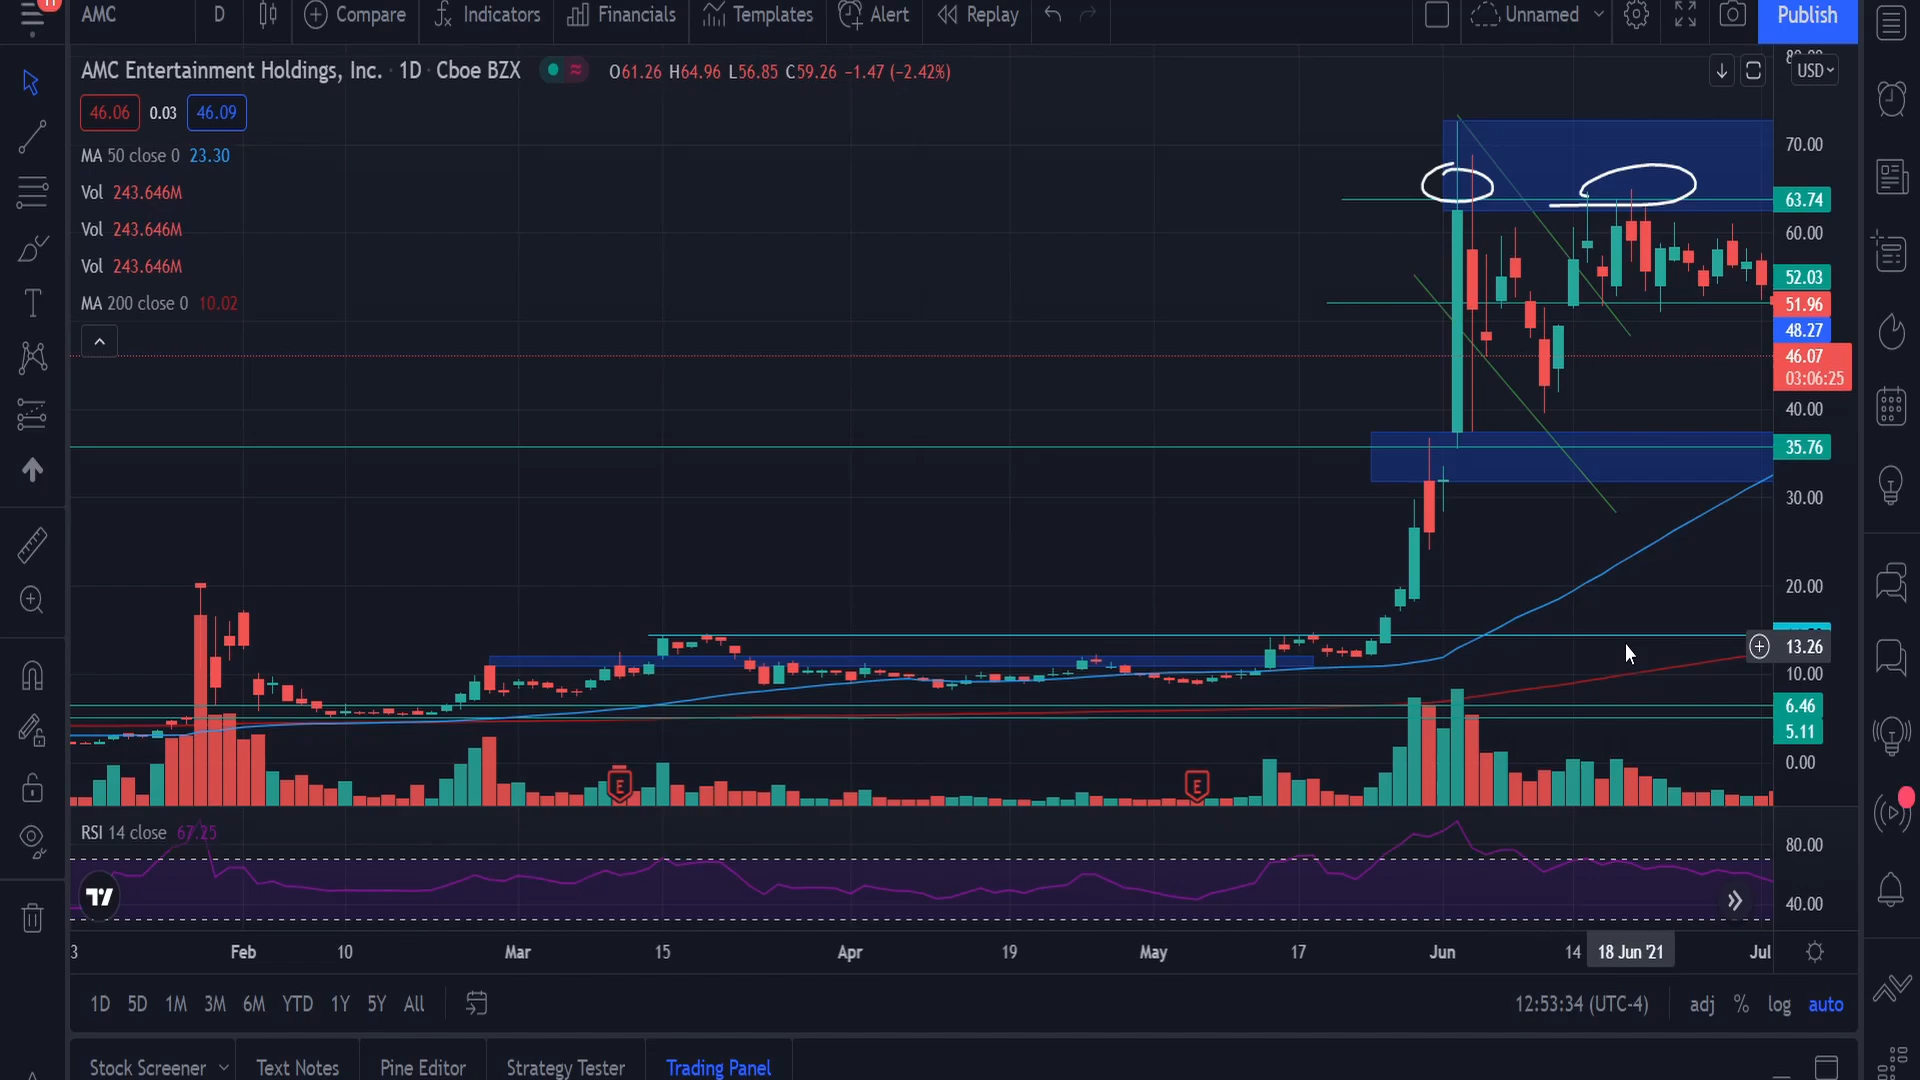 11
AMC D Compare Indicators Financials Templates Alert Replay Unnamed Publish
AMC Entertainment Holdings, Inc. · 1D · Cboe BZX O61.26 H64.96 L56.85 C59.26 −1.47 (−2.42%)
USD
46.06 0.03 46.09
MA 50 close 0 23.30
Vol 243.646M
Vol 243.646M
Vol 243.646M
MA 200 close 0 10.02
70.00
63.74
60.00
52.03
51.96
48.27
46.07
03:06:25
40.00
35.76
30.00
20.00
13.26
10.00
6.46
5.11
0.00
E E
RSI 14 close 67.25
80.00
40.00
3 Feb 10 Mar 15 Apr 19 May 17 Jun 14 18 Jun '21 Jul
1D 5D 1M 3M 6M YTD 1Y 5Y All 12:53:34 (UTC-4) adj % log auto
Stock Screener Text Notes Pine Editor Strategy Tester Trading Panel